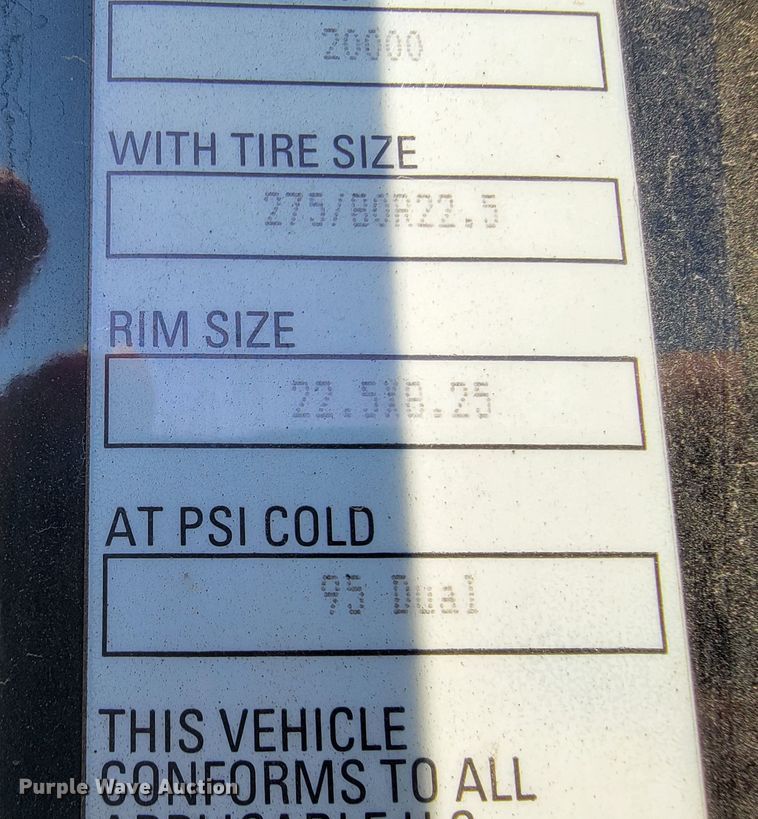 20000
WITH TIRE SIZE
275/80R22.5
RIM SIZE
22.5X8.25
AT PSI COLD
95 Dual
THIS VEHICLE
CONFORMS TO ALL
APPLICABLE U.S.
Purple Wave Auction